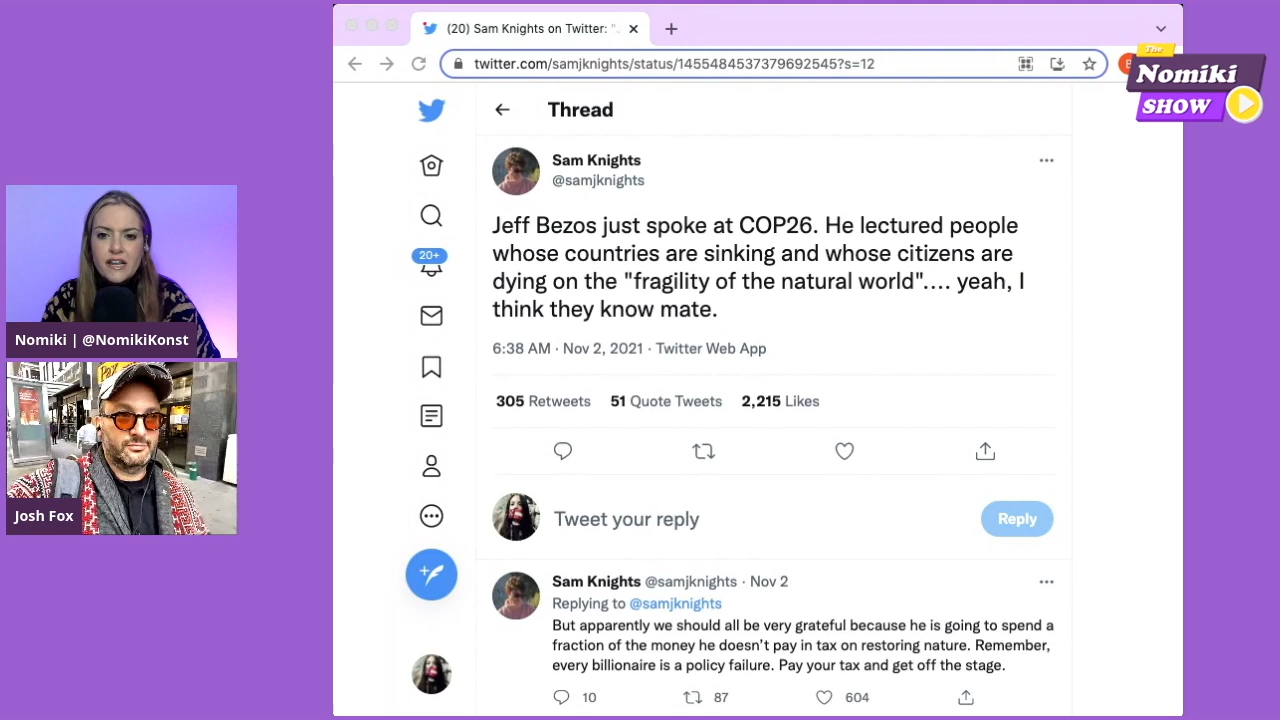 (20) Sam Knights on Twitter: "J
twitter.com/samjknights/status/1455484537379692545?s=12
The
Nomiki
SHOW
Thread
Sam Knights
@samjknights
Jeff Bezos just spoke at COP26. He lectured people
whose countries are sinking and whose citizens are
dying on the "fragility of the natural world".... yeah, I
think they know mate.
6:38 AM · Nov 2, 2021 · Twitter Web App
305 Retweets 51 Quote Tweets 2,215 Likes
20+
Tweet your reply
Reply
Sam Knights @samjknights · Nov 2
Replying to @samjknights
But apparently we should all be very grateful because he is going to spend a
fraction of the money he doesn't pay in tax on restoring nature. Remember,
every billionaire is a policy failure. Pay your tax and get off the stage.
10 87 604
Nomiki | @NomikiKonst
Josh Fox